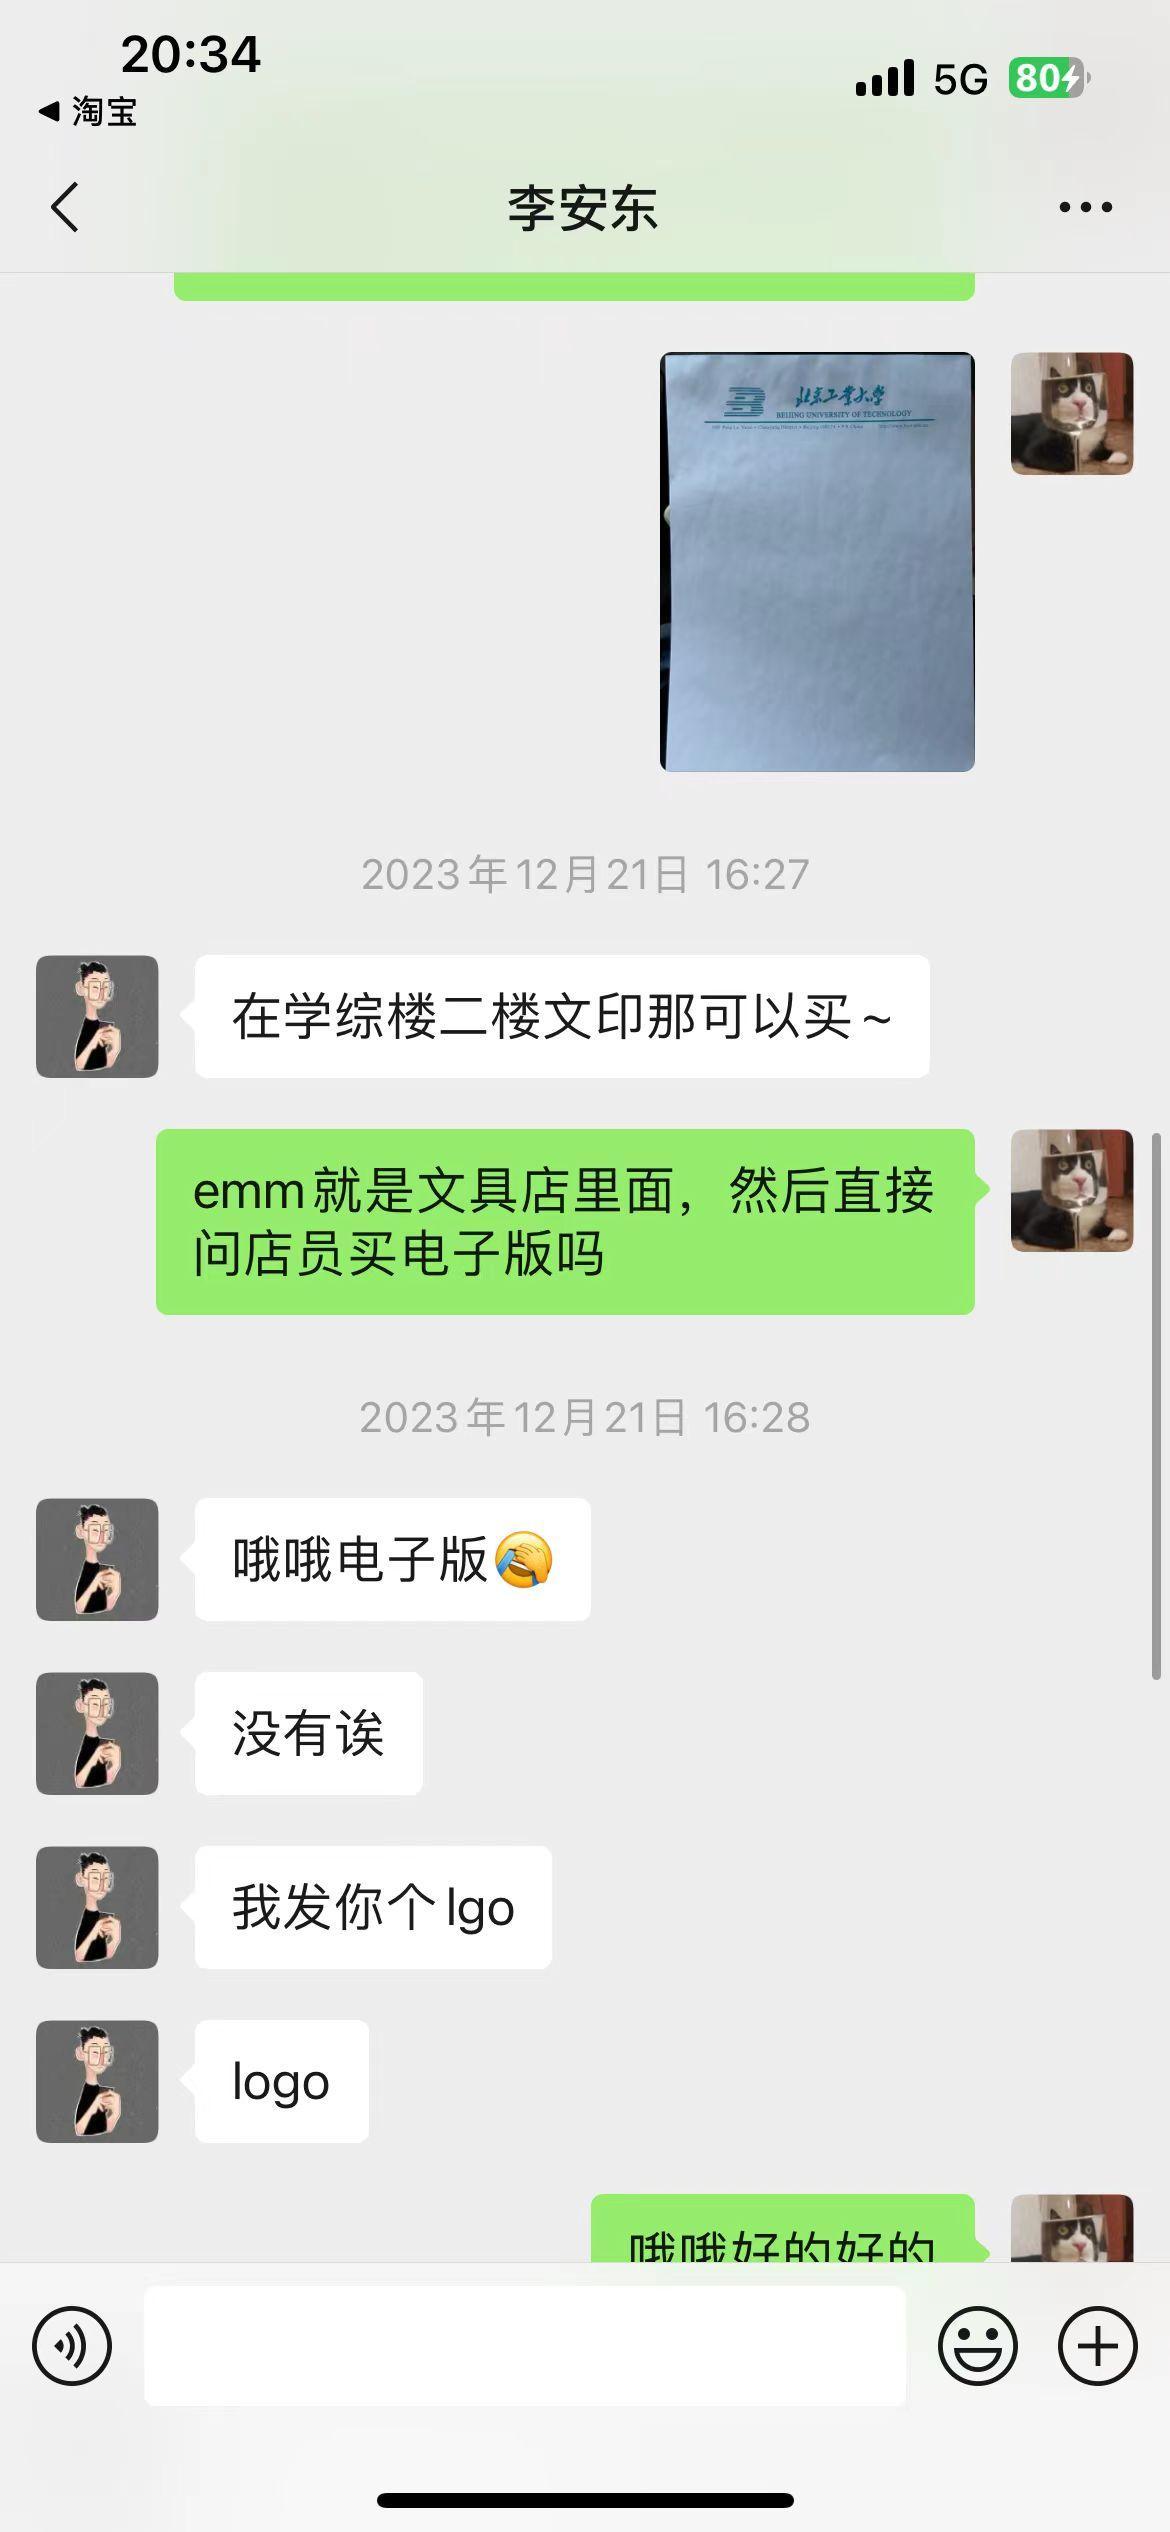 20:34
5G
80
淘宝
李安东
北京工业大学
BEIJING UNIVERSITY OF TECHNOLOGY
2023年12月21日 16:27
在学综楼二楼文印那可以买~
emm就是文具店里面，然后直接
问店员买电子版吗
2023年12月21日 16:28
哦哦电子版
没有诶
我发你个lgo
logo
哦哦好的好的